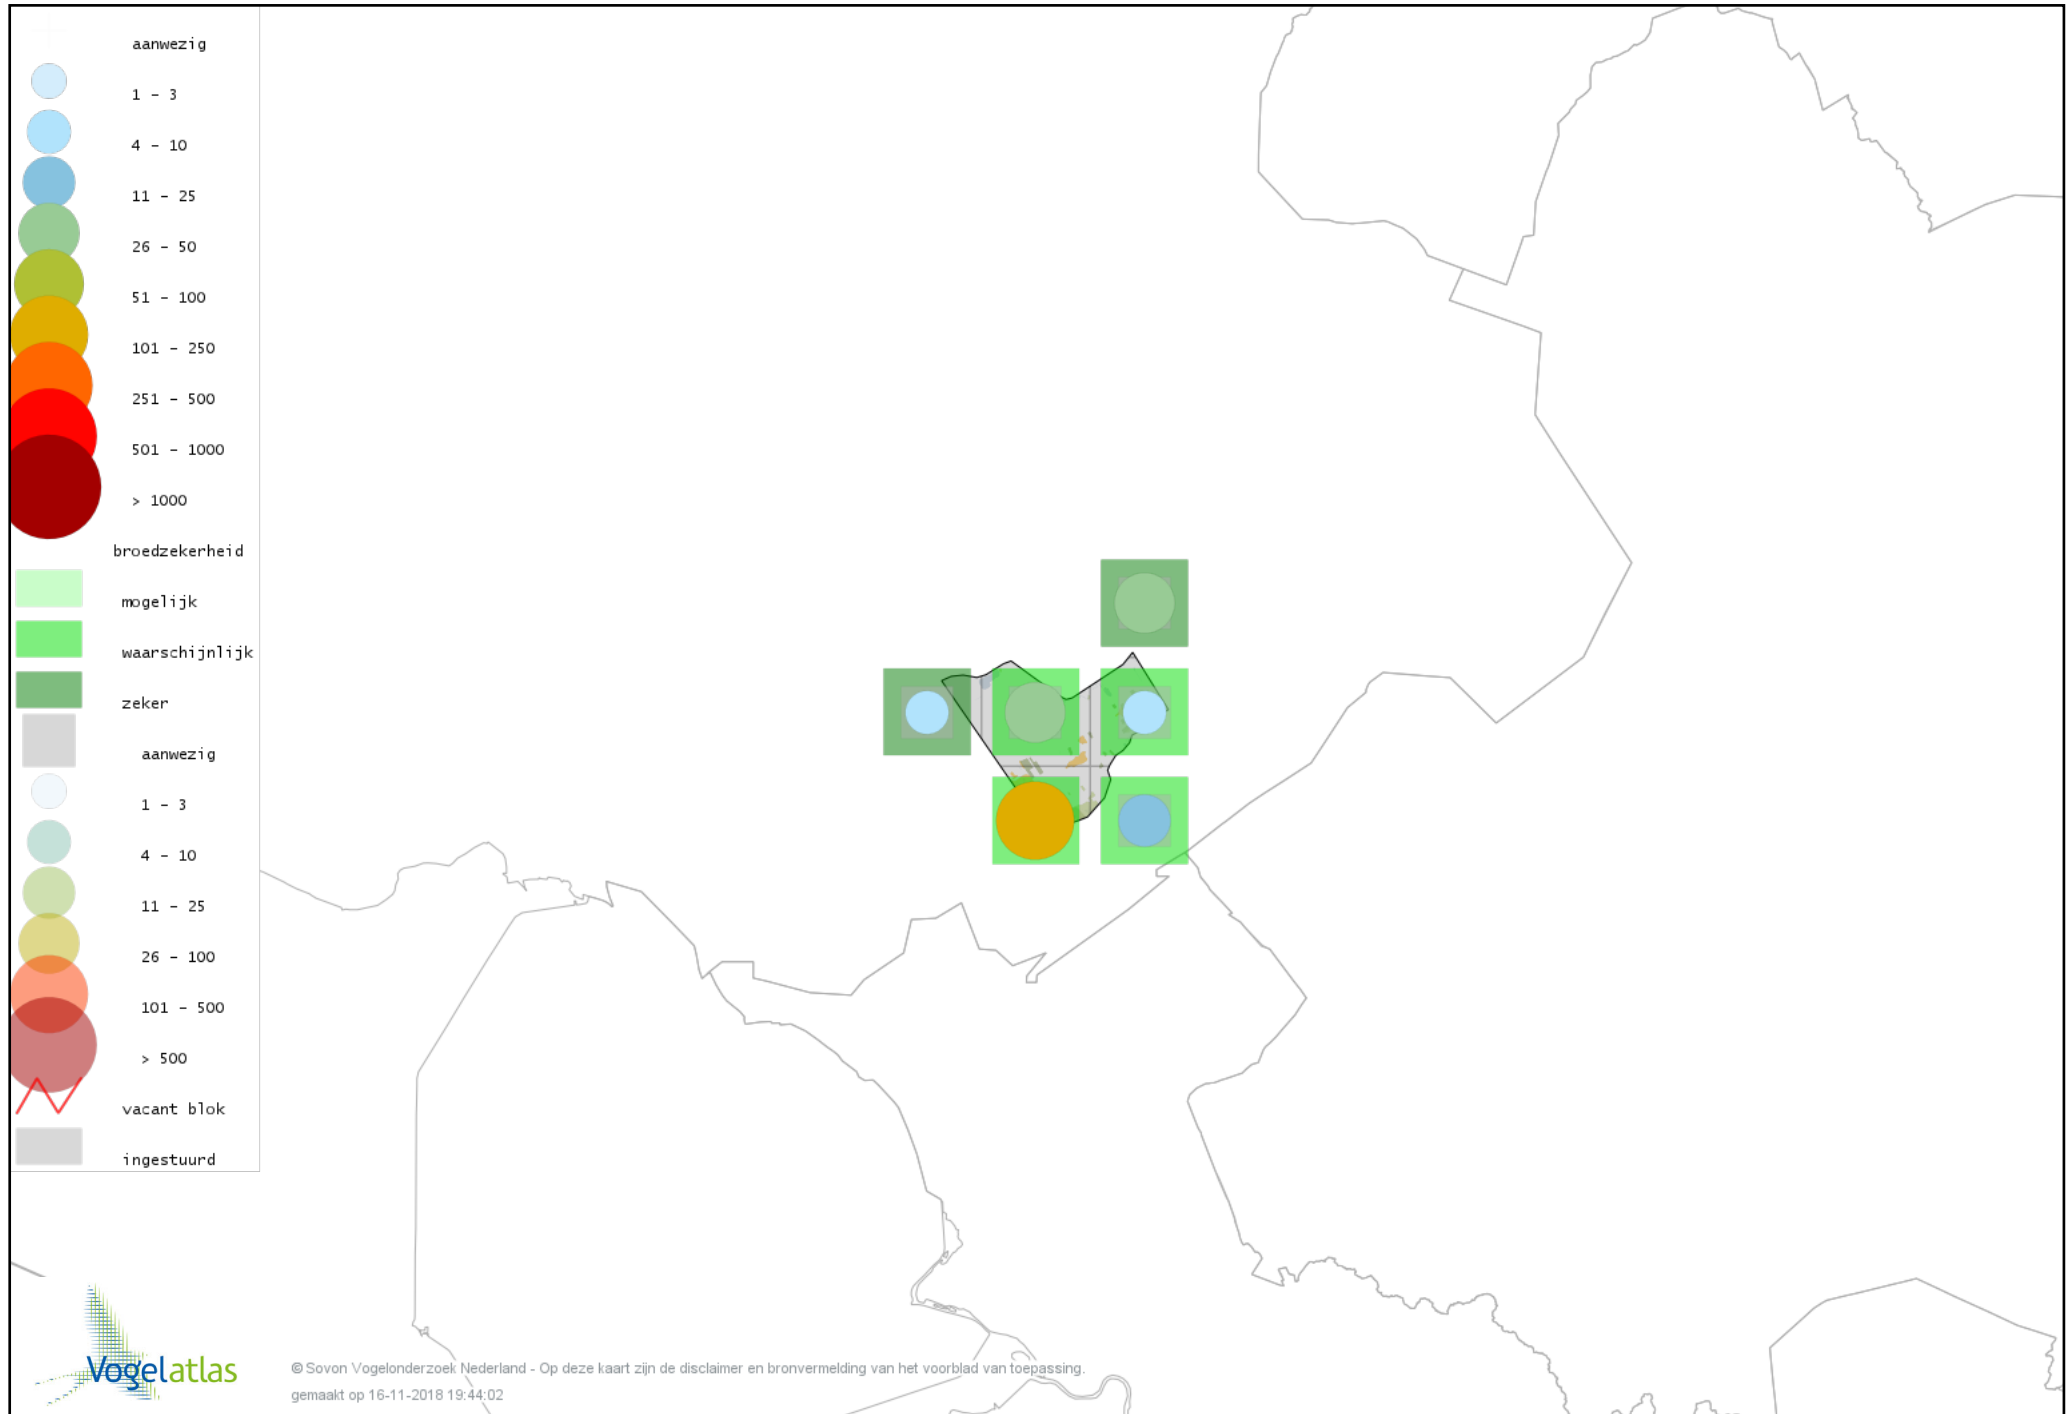 aanwezig
1 - 3
4 - 10
11 - 25
26 - 50
51 - 100
101 - 250
251 - 500
501 - 1000
> 1000
broedzekerheid
mogelijk
waarschijnlijk
zeker
aanwezig
1 - 3
4 - 10
11 - 25
26 - 100
101 - 500
> 500
vacant blok
ingestuurd
Vogelatlas
© Sovon Vogelonderzoek Nederland - Op deze kaart zijn de disclaimer en bronvermelding van het voorblad van toepassing.
gemaakt op 16-11-2018 19:44:02